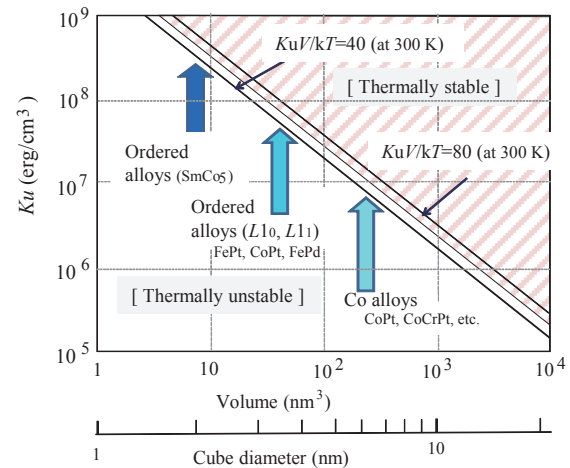 10⁹
10⁸
10⁷
10⁶
10⁵
Ku (erg/cm³)
KuV/kT=40 (at 300 K)
[ Thermally stable ]
KuV/kT=80 (at 300 K)
Ordered
alloys (SmCo5)
Ordered
alloys (L10, L11)
FePt, CoPt, FePd
[ Thermally unstable ]
Co alloys
CoPt, CoCrPt, etc.
1 10 10² 10³ 10⁴
Volume (nm³)
1 10
Cube diameter (nm)